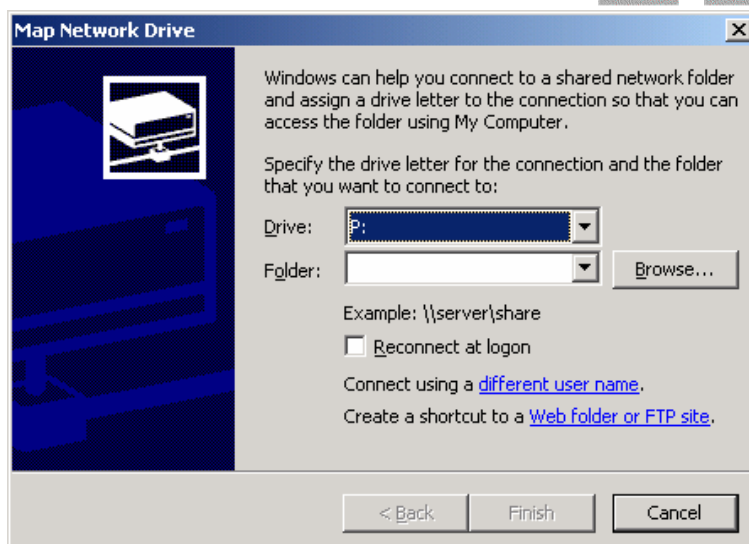 Map Network Drive
Windows can help you connect to a shared network folder
and assign a drive letter to the connection so that you can
access the folder using My Computer.
Specify the drive letter for the connection and the folder
that you want to connect to:
Drive: P:
Folder: Browse...
Example: \\server\share
Reconnect at logon
Connect using a different user name.
Create a shortcut to a Web folder or FTP site.
< Back Finish Cancel